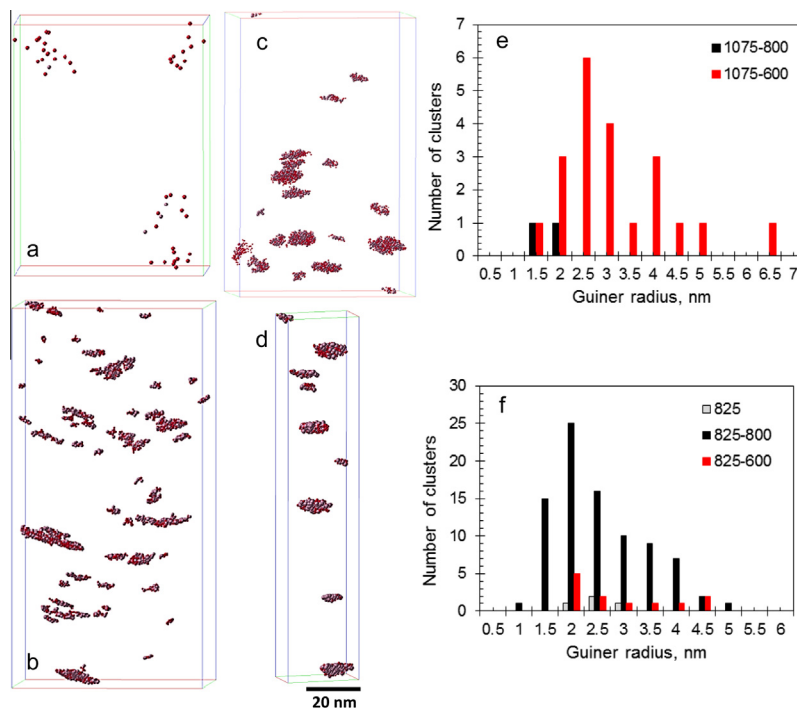 a
c
b
d
20 nm
e
1075-800
1075-600
Number of clusters
7
6
5
4
3
2
1
0
0.5 1 1.5 2 2.5 3 3.5 4 4.5 5 5.5 6 6.5 7
Guiner radius, nm
f
825
825-800
825-600
Number of clusters
30
25
20
15
10
5
0
0.5 1 1.5 2 2.5 3 3.5 4 4.5 5 5.5 6
Guiner radius, nm